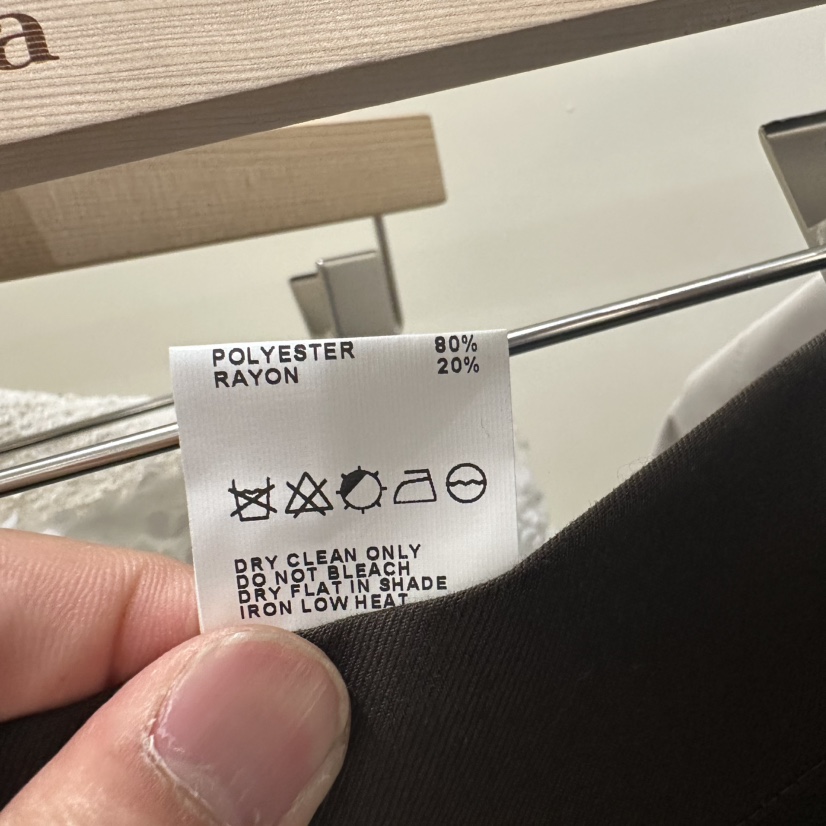 a
POLYESTER 80%
RAYON 20%
DRY CLEAN ONLY
DO NOT BLEACH
DRY FLAT IN SHADE
IRON LOW HEAT